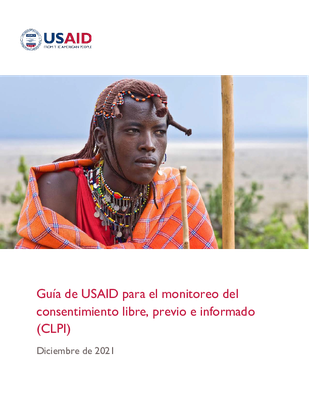 USAID
FROM THE AMERICAN PEOPLE
Guía de USAID para el monitoreo del
consentimiento libre, previo e informado
(CLPI)
Diciembre de 2021